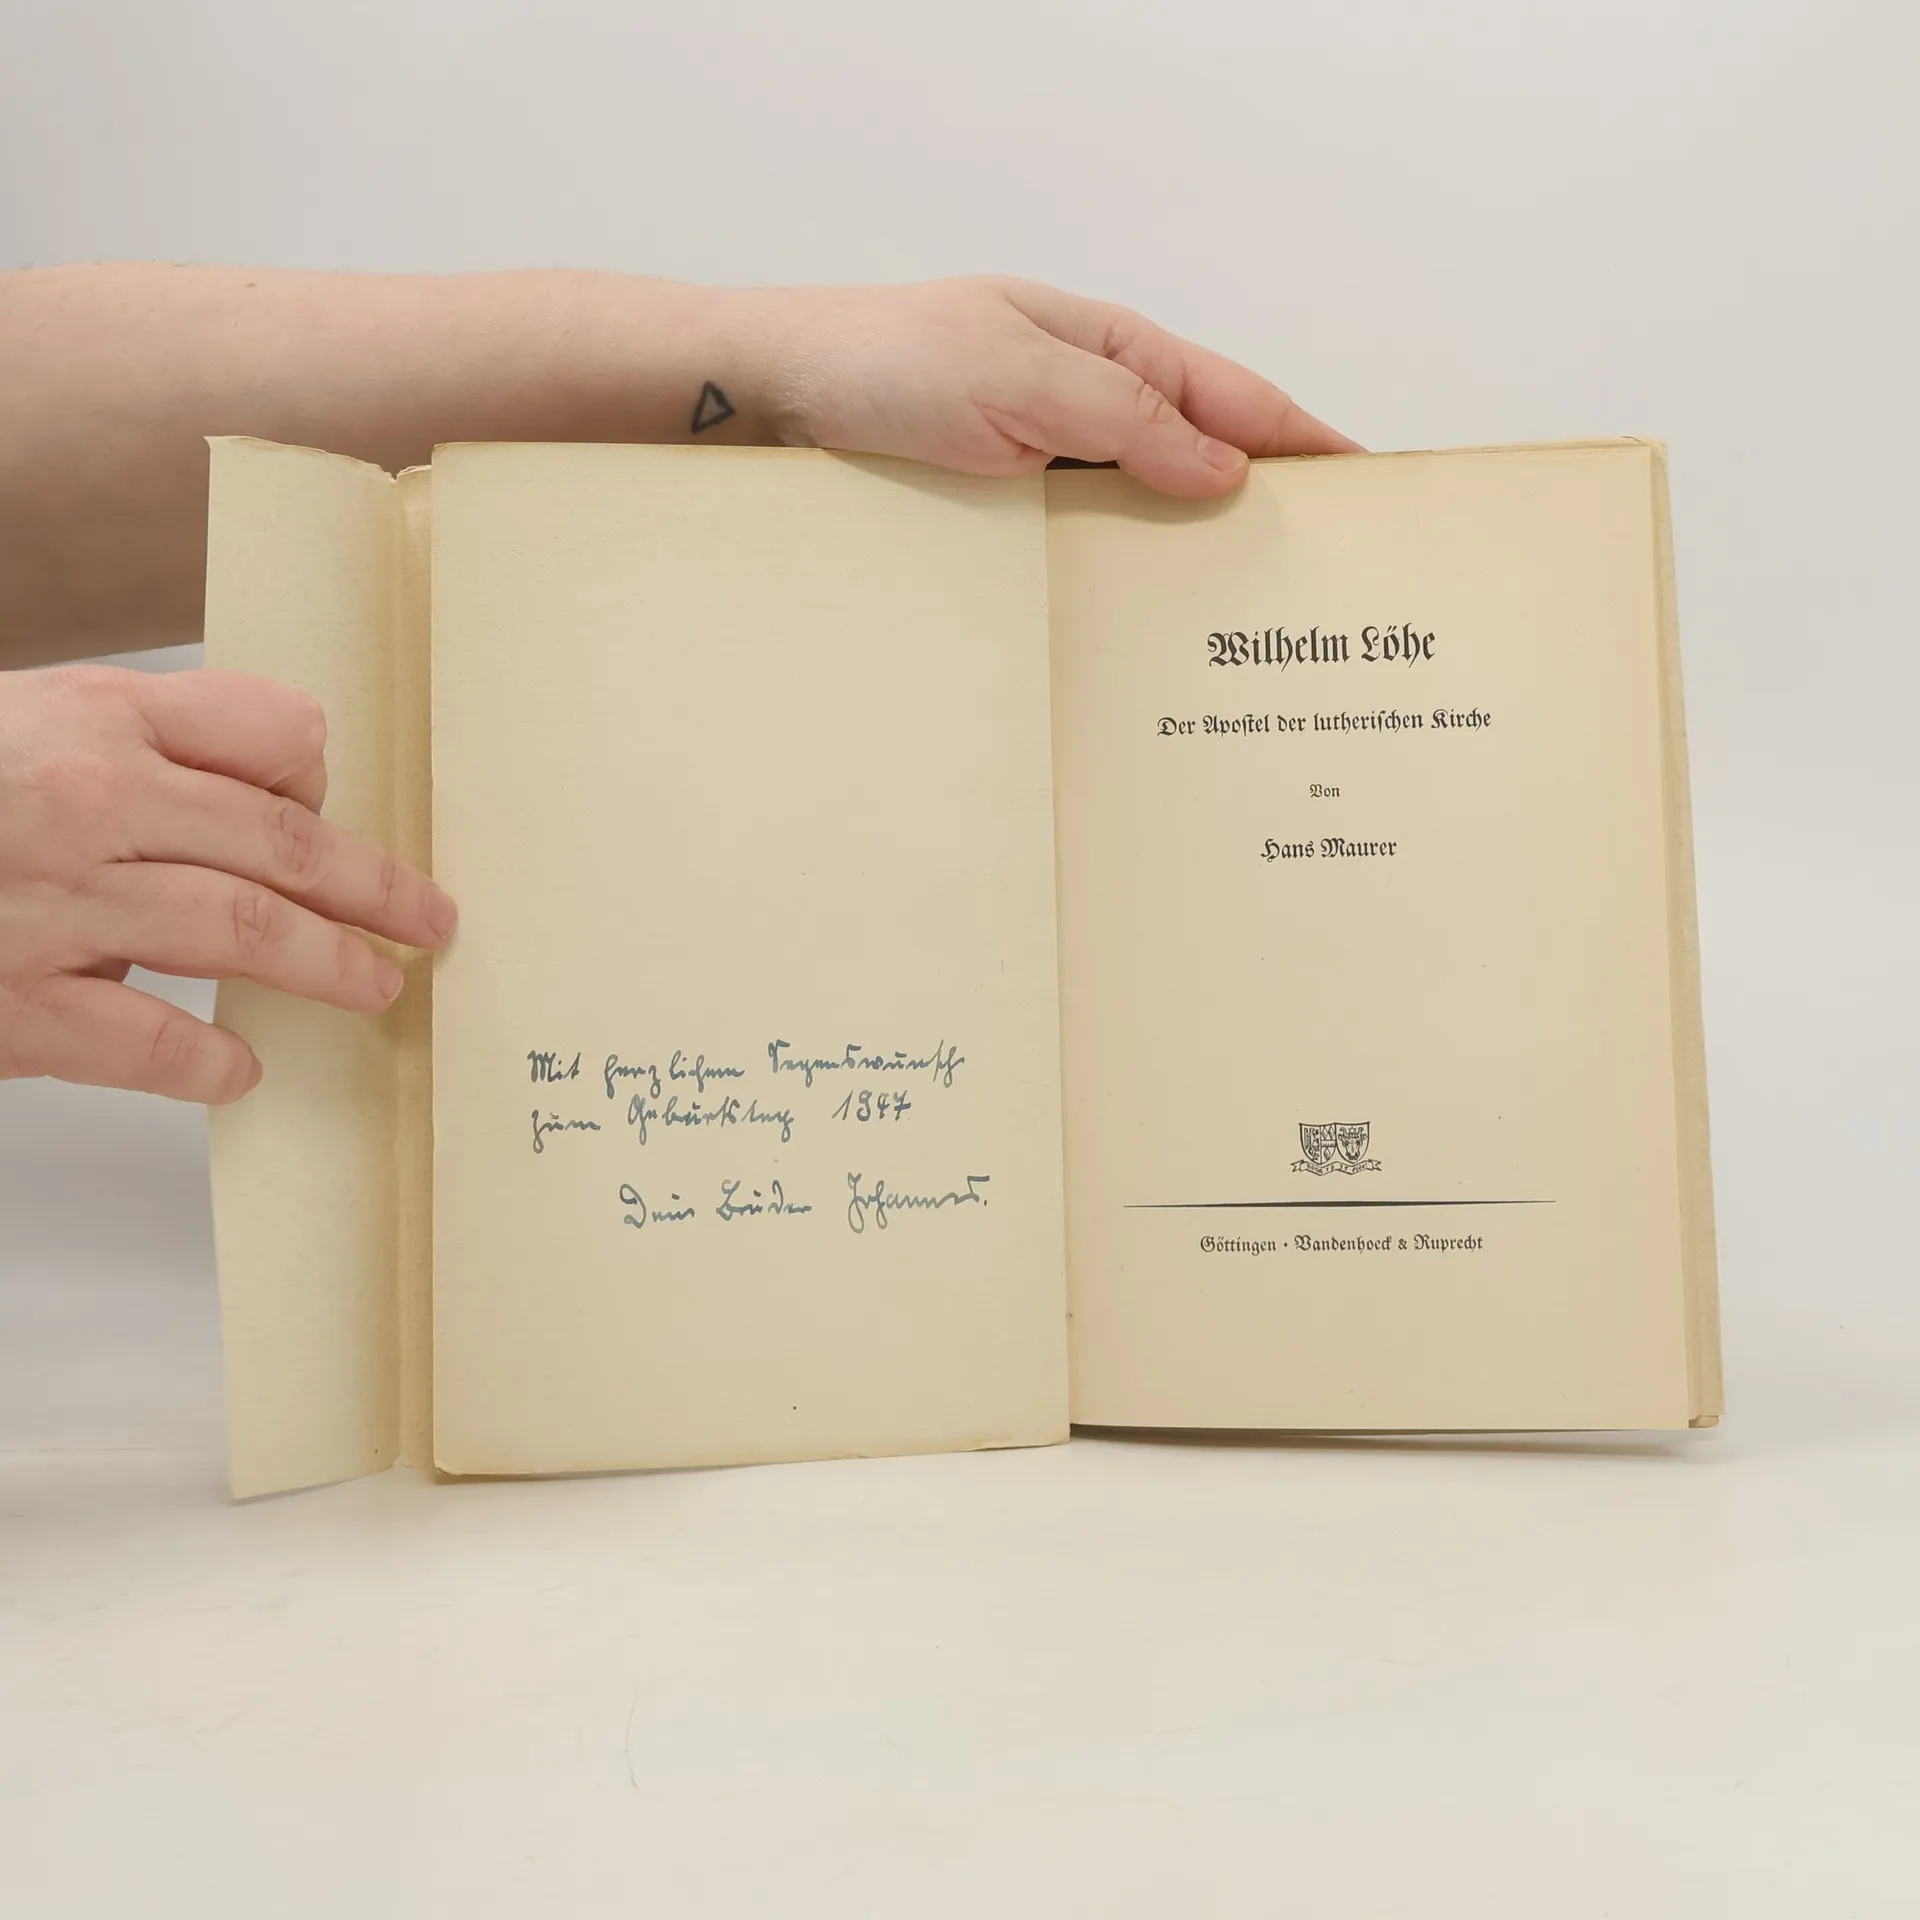 Mit herzlichem Segenswunsch
zum Geburtstag 1947
Dein Bruder Johannes.
Wilhelm Löhe
Der Apostel der lutherischen Kirche
Von
Hans Maurer
Göttingen • Vandenhoeck & Ruprecht